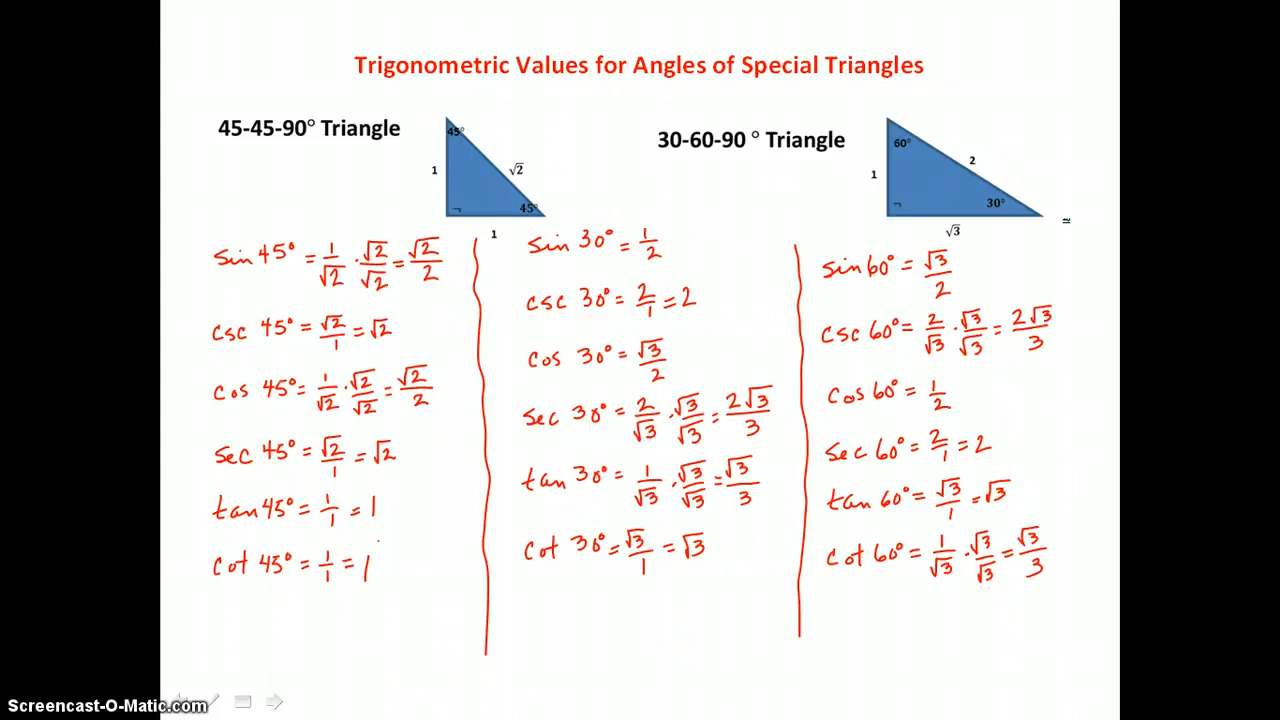 Trigonometric Values for Angles of Special Triangles
45-45-90° Triangle
45°
1
√2
45°
1
30-60-90 ° Triangle
60°
2
1
30°
√3
=
sin 45° = 1/√2 · √2/√2 = √2/2
csc 45° = √2/1 = √2
cos 45° = 1/√2 · √2/√2 = √2/2
sec 45° = √2/1 = √2
tan 45° = 1/1 = 1
cot 45° = 1/1 = 1
sin 30° = 1/2
csc 30° = 2/1 = 2
cos 30° = √3/2
sec 30° = 2/√3 · √3/√3 = 2√3/3
tan 30° = 1/√3 · √3/√3 = √3/3
cot 30° = √3/1 = √3
sin 60° = √3/2
csc 60° = 2/√3 · √3/√3 = 2√3/3
cos 60° = 1/2
sec 60° = 2/1 = 2
tan 60° = √3/1 = √3
cot 60° = 1/√3 · √3/√3 = √3/3
Screencast-O-Matic.com